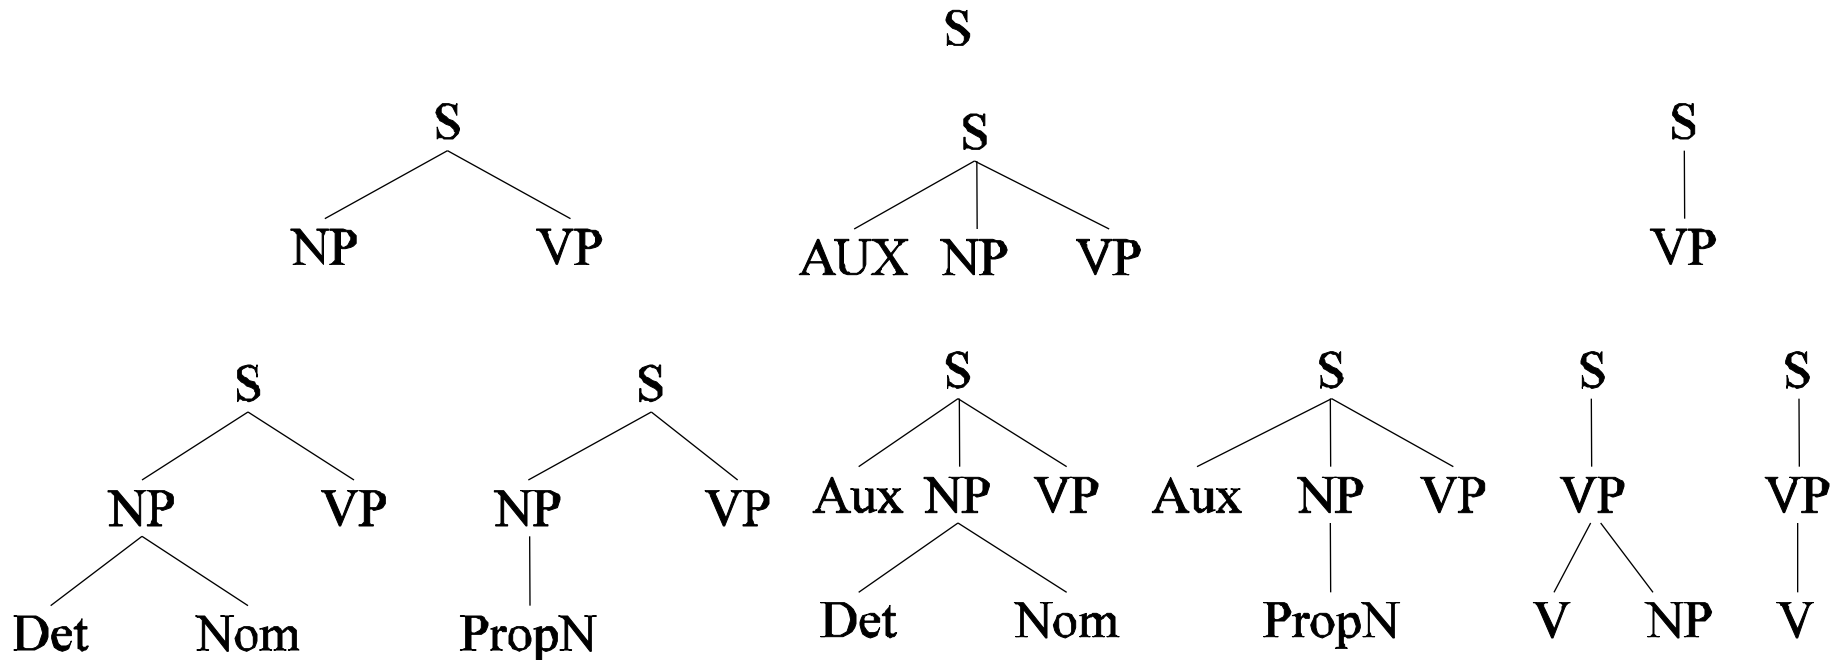 S
S S S
NP VP AUX NP VP VP
S S S S S S
NP VP NP VP Aux NP VP Aux NP VP VP VP
Det Nom PropN Det Nom PropN V NP V